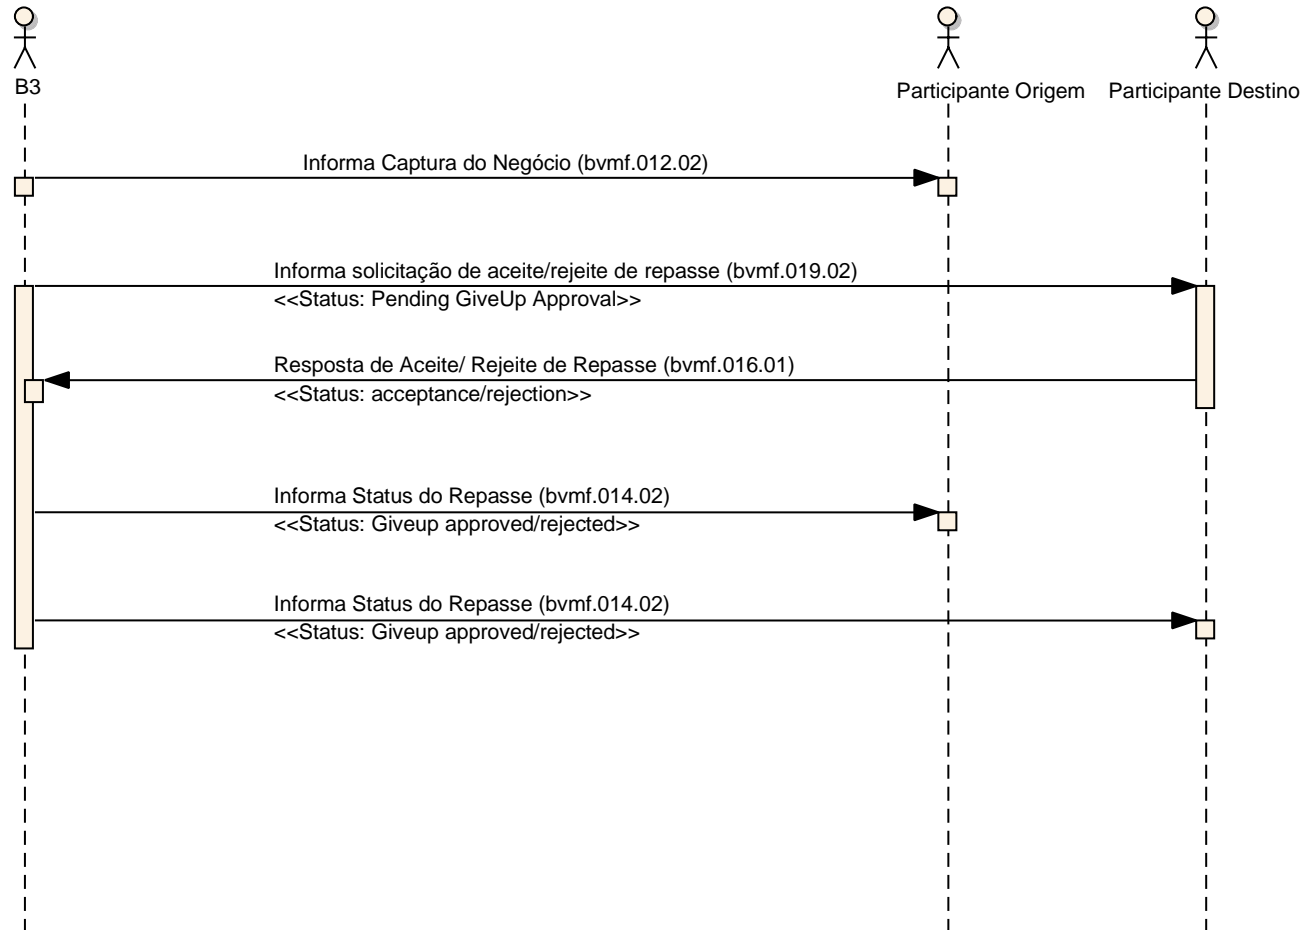 B3
Participante Origem
Participante Destino
Informa Captura do Negócio (bvmf.012.02)
Informa solicitação de aceite/rejeite de repasse (bvmf.019.02)
<<Status: Pending GiveUp Approval>>
Resposta de Aceite/ Rejeite de Repasse (bvmf.016.01)
<<Status: acceptance/rejection>>
Informa Status do Repasse (bvmf.014.02)
<<Status: Giveup approved/rejected>>
Informa Status do Repasse (bvmf.014.02)
<<Status: Giveup approved/rejected>>